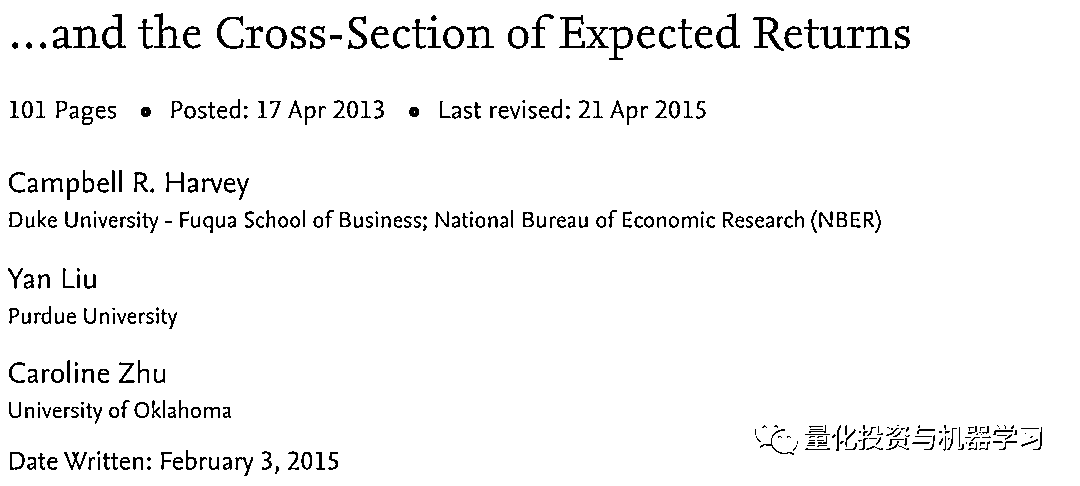 ...and the Cross-Section of Expected Returns
101 Pages • Posted: 17 Apr 2013 • Last revised: 21 Apr 2015
Campbell R. Harvey
Duke University - Fuqua School of Business; National Bureau of Economic Research (NBER)
Yan Liu
Purdue University
Caroline Zhu
University of Oklahoma
量化投资与机器学习
Date Written: February 3, 2015